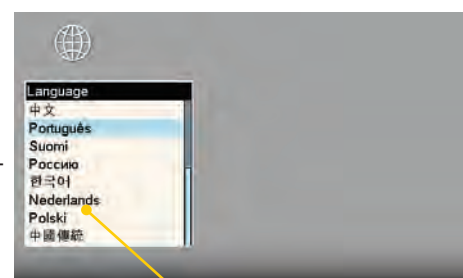 Language
中文
Português
Suomi
Россию
한국어
Nederlands
Polski
中國傳統